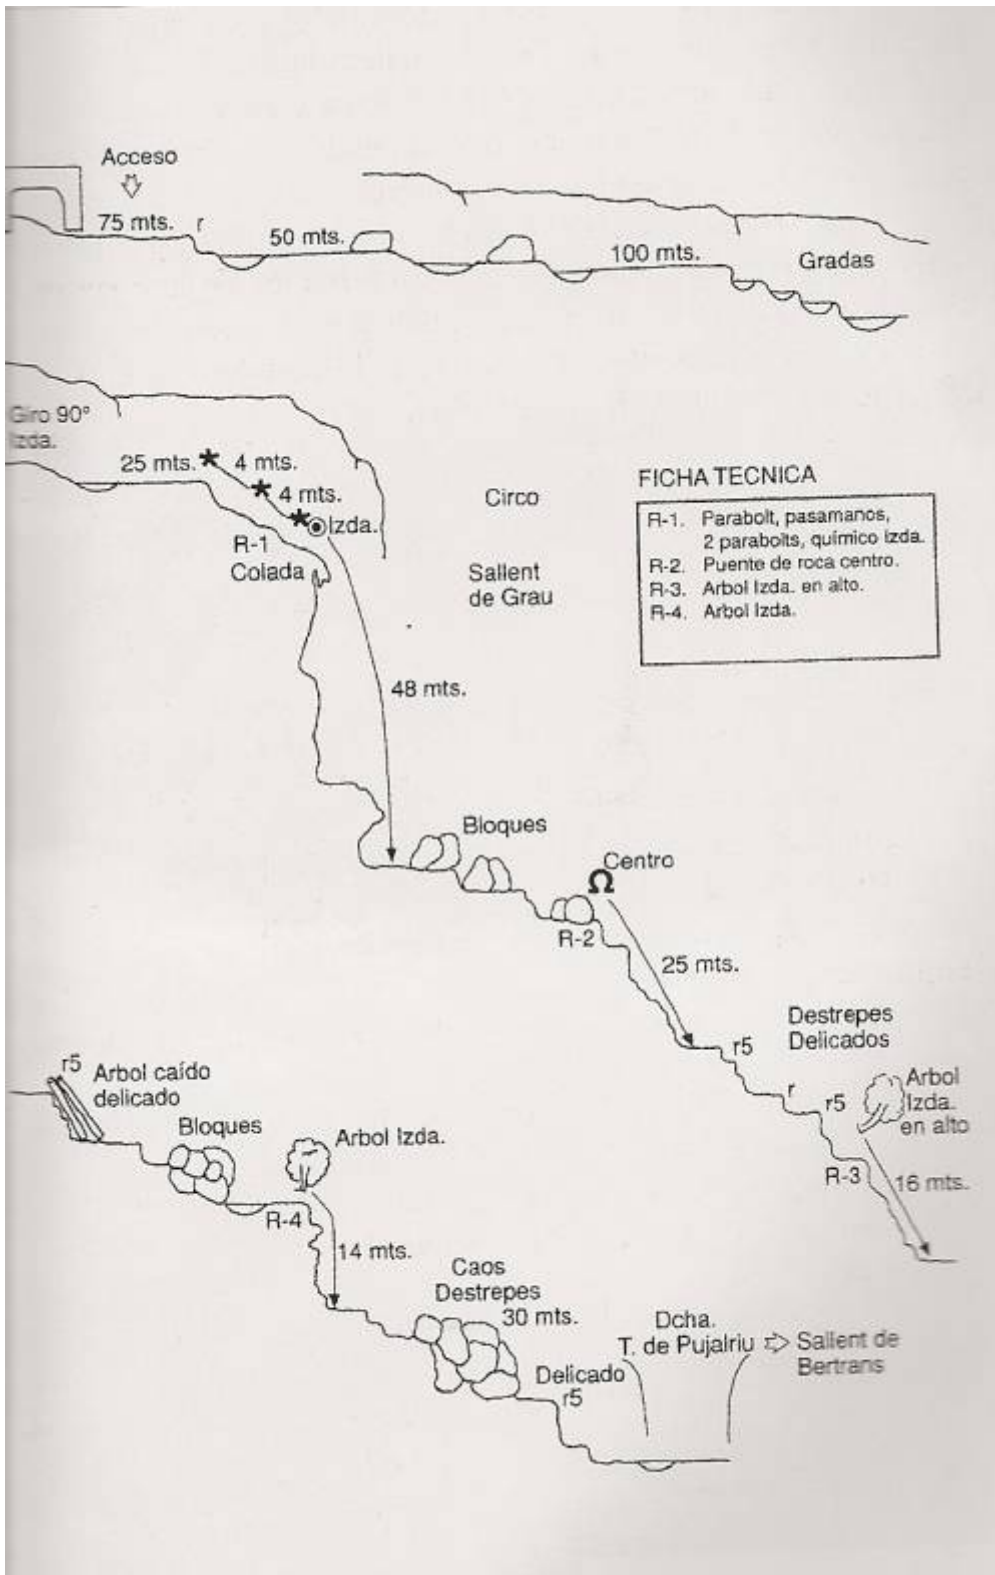 Acceso
75 mts.
r
50 mts.
100 mts.
Gradas
Giro 90º
Izda.
25 mts.
4 mts.
4 mts.
Izda.
R-1
Colada
Circo
Sallent
de Grau
FICHA TECNICA
R-1. Parabolt, pasamanos,
2 parabolts, químico Izda.
R-2. Puente de roca centro.
R-3. Arbol Izda. en alto.
R-4. Arbol Izda.
48 mts.
Bloques
Centro
R-2
25 mts.
Destrepes
Delicados
r5
r
r5
Arbol
Izda.
en alto
R-3
16 mts.
r5
Arbol caído
delicado
Bloques
Arbol Izda.
R-4
14 mts.
Caos
Destrepes
30 mts.
Delicado
r5
Dcha.
T. de Pujalriu
Sallent de
Bertrans